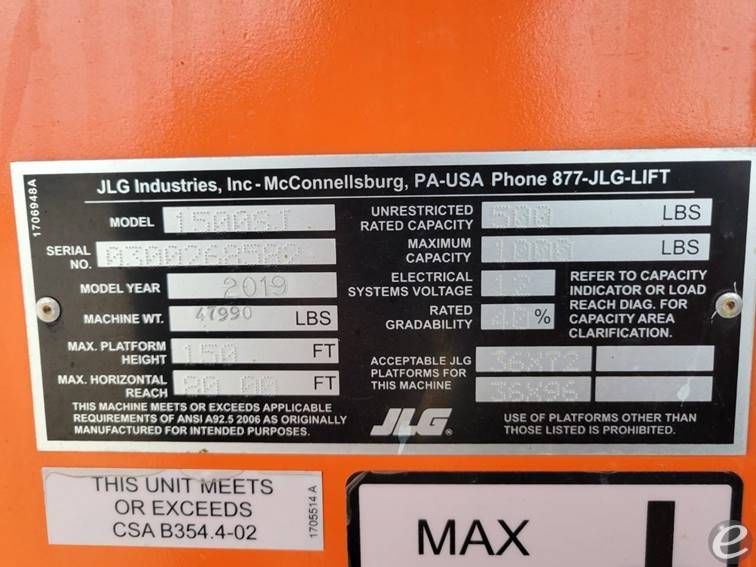 1706948A
JLG Industries, Inc - McConnellsburg, PA-USA Phone 877-JLG-LIFT
MODEL 1500SJ
SERIAL NO. 0300268502
MODEL YEAR 2019
MACHINE WT. 47990 LBS
MAX. PLATFORM HEIGHT 150 FT
MAX. HORIZONTAL REACH 80.00 FT
UNRESTRICTED RATED CAPACITY 500 LBS
MAXIMUM CAPACITY 1000 LBS
ELECTRICAL SYSTEMS VOLTAGE 12
RATED GRADABILITY 40 %
REFER TO CAPACITY
INDICATOR OR LOAD
REACH DIAG. FOR
CAPACITY AREA
CLARIFICATION.
ACCEPTABLE JLG
PLATFORMS FOR
THIS MACHINE
36X72
36X96
THIS MACHINE MEETS OR EXCEEDS APPLICABLE
REQUIREMENTS OF ANSI A92.5 2006 AS ORIGINALLY
MANUFACTURED FOR INTENDED PURPOSES.
JLG®
USE OF PLATFORMS OTHER THAN
THOSE LISTED IS PROHIBITED.
THIS UNIT MEETS
OR EXCEEDS
CSA B354.4-02
1705514 A
MAX
e